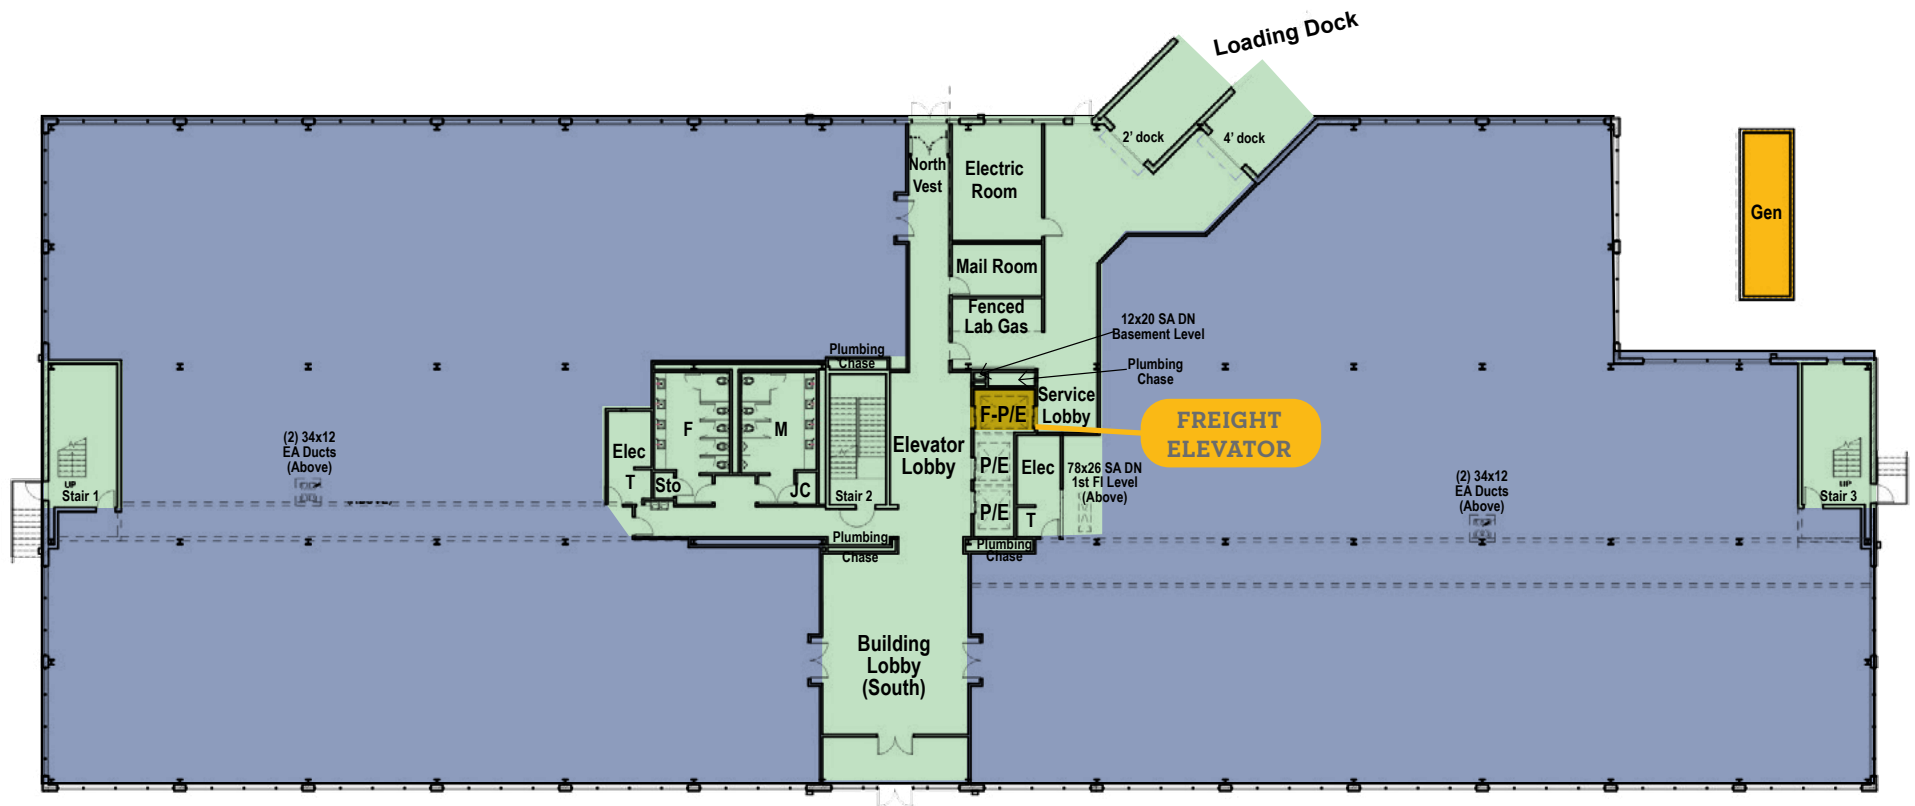 Loading Dock
2' dock
4' dock
North
Vest
Electric
Room
Gen
Mail Room
Fenced
Lab Gas
12x20 SA DN
Basement Level
Plumbing
Chase
Plumbing
Chase
Service
Lobby
F-P/E
FREIGHT
ELEVATOR
F
M
Elevator
Lobby
(2) 34x12
EA Ducts
(Above)
Elec
T
Sto
JC
P/E
P/E
Elec
T
78x26 SA DN
1st Fl Level
(Above)
(2) 34x12
EA Ducts
(Above)
UP
Stair 1
Stair 2
UP
Stair 3
Plumbing
Chase
Plumbing
Chase
Building
Lobby
(South)